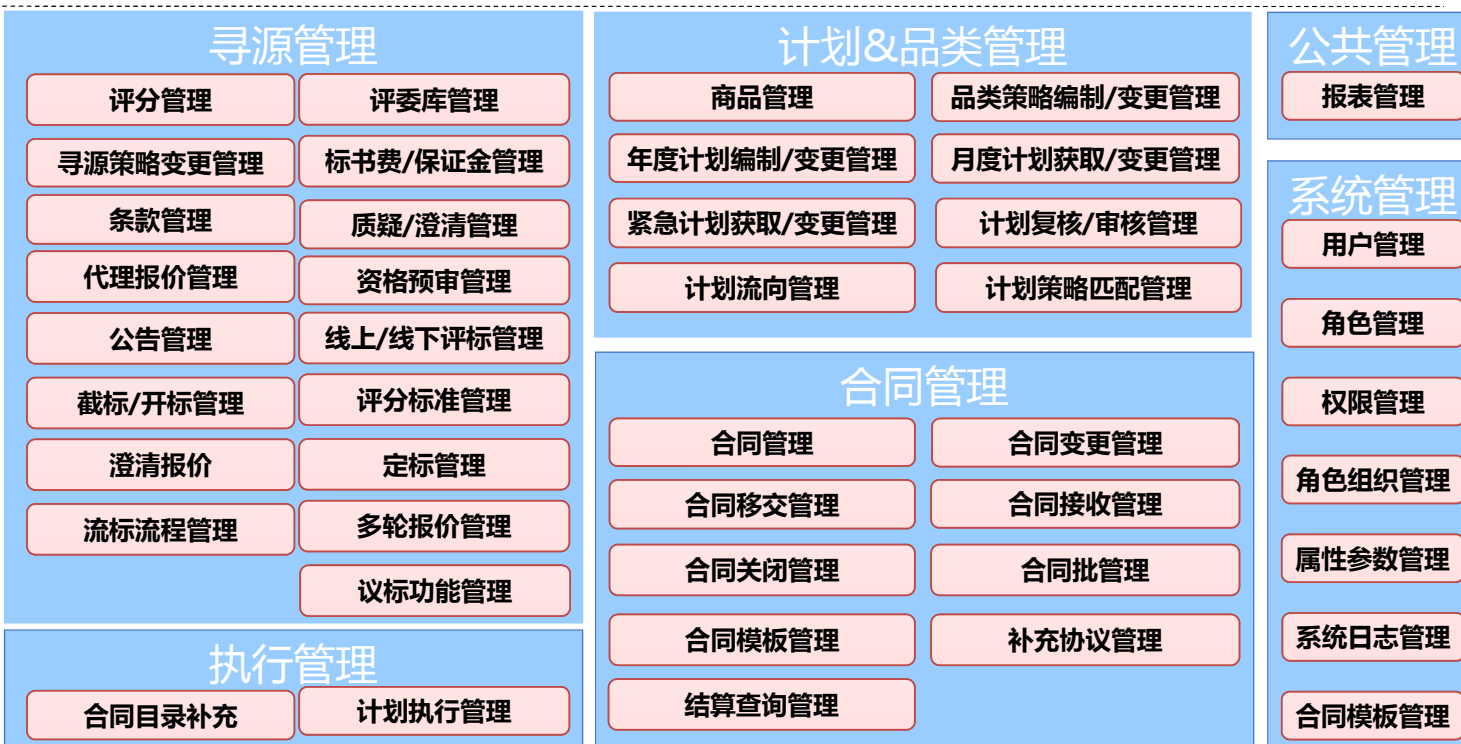 寻源管理
评分管理
评委库管理
寻源策略变更管理
标书费/保证金管理
条款管理
质疑/澄清管理
代理报价管理
资格预审管理
公告管理
线上/线下评标管理
截标/开标管理
评分标准管理
澄清报价
定标管理
流标流程管理
多轮报价管理
议标功能管理
执行管理
合同目录补充
计划执行管理
计划&品类管理
商品管理
品类策略编制/变更管理
年度计划编制/变更管理
月度计划获取/变更管理
紧急计划获取/变更管理
计划复核/审核管理
计划流向管理
计划策略匹配管理
合同管理
合同管理
合同变更管理
合同移交管理
合同接收管理
合同关闭管理
合同批管理
合同模板管理
补充协议管理
结算查询管理
公共管理
报表管理
系统管理
用户管理
角色管理
权限管理
角色组织管理
属性参数管理
系统日志管理
合同模板管理